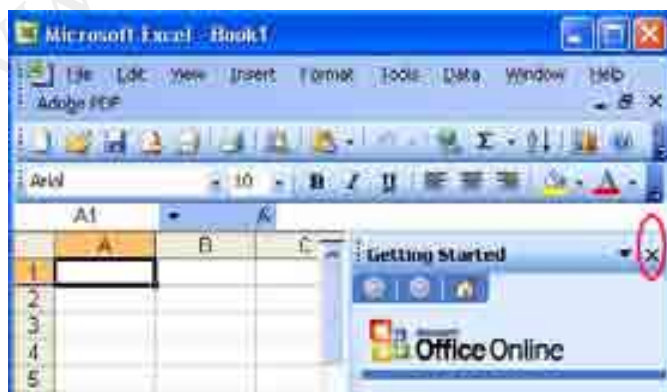 Microsoft Excel - Book1
File Edit View Insert Format Tools Data Window Help
Adobe PDF
Σ
Arial 10 B I U A
A1 fx
A B C
Getting Started
1
2
3
4
5
Office Online